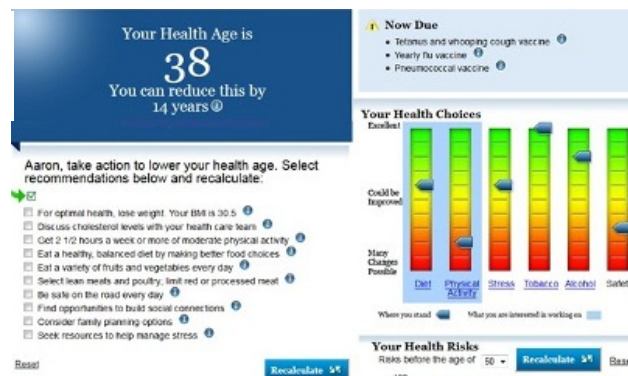 Your Health Age is
38
You can reduce this by
14 years
Aaron, take action to lower your health age. Select
recommendations below and recalculate:
For optimal health, lose weight. Your BMI is 30.5
Discuss cholesterol levels with your health care team
Get 2 1/2 hours a week or more of moderate physical activity
Eat a healthy, balanced diet by making better food choices
Eat a variety of fruits and vegetables every day
Select lean meats and poultry, limit red or processed meat
Be safe on the road every day
Find opportunities to build social connections
Consider family planning options
Seek resources to help manage stress
Reset
Recalculate
Now Due
Tetanus and whooping cough vaccine
Yearly flu vaccine
Pneumococcal vaccine
Your Health Choices
Excellent
Could be
Improved
Many
Changes
Possible
Diet
Physical
Activity
Stress
Tobacco
Alcohol
Safet
Where you stand
What you are interested in working on
Your Health Risks
Risks before the age of 50
Recalculate